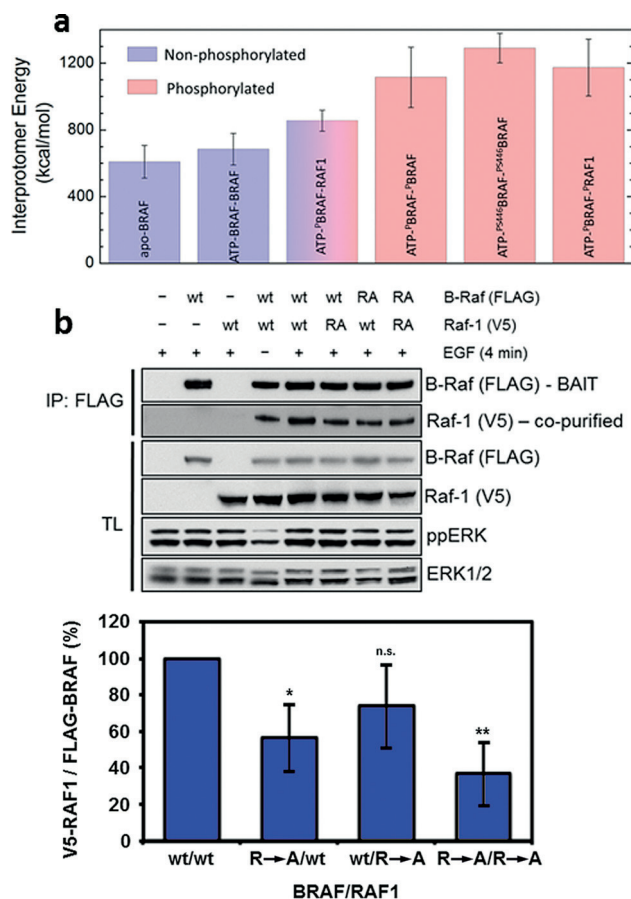 a
Interprotomer Energy
(kcal/mol)
1200
900
600
300
0
Non-phosphorylated
Phosphorylated
apo-BRAF
ATP-BRAF-BRAF
ATP-PBRAF-RAF1
ATP-PBRAF-PBRAF
ATP-PS446BRAF-PS446BRAF
ATP-PBRAF-PRAF1
b
– wt – wt wt wt RA RA B-Raf (FLAG)
– – wt wt wt RA wt RA Raf-1 (V5)
+ + + – + + + + EGF (4 min)
IP: FLAG
B-Raf (FLAG) - BAIT
Raf-1 (V5) – co-purified
TL
B-Raf (FLAG)
Raf-1 (V5)
ppERK
ERK1/2
V5-RAF1 / FLAG-BRAF (%)
120
100
80
60
40
20
0
*
n.s.
**
wt/wt R→A/wt wt/R→A R→A/R→A
BRAF/RAF1